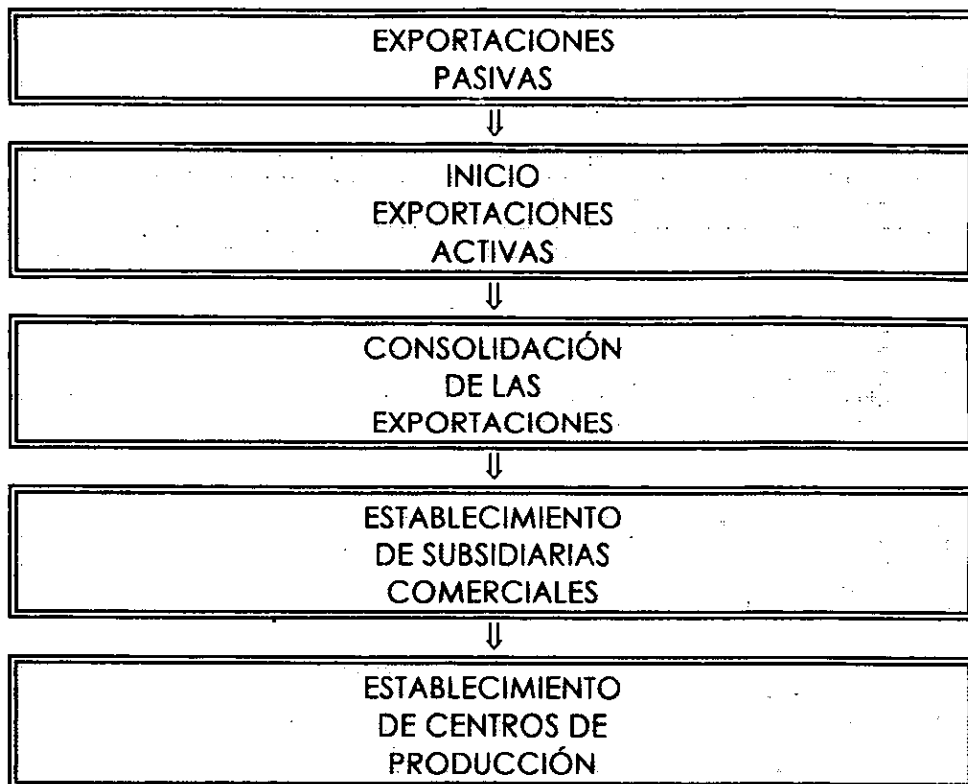 EXPORTACIONES
PASIVAS
⇓
INICIO
EXPORTACIONES
ACTIVAS
⇓
CONSOLIDACIÓN
DE LAS
EXPORTACIONES
⇓
ESTABLECIMIENTO
DE SUBSIDIARIAS
COMERCIALES
⇓
ESTABLECIMIENTO
DE CENTROS DE
PRODUCCIÓN